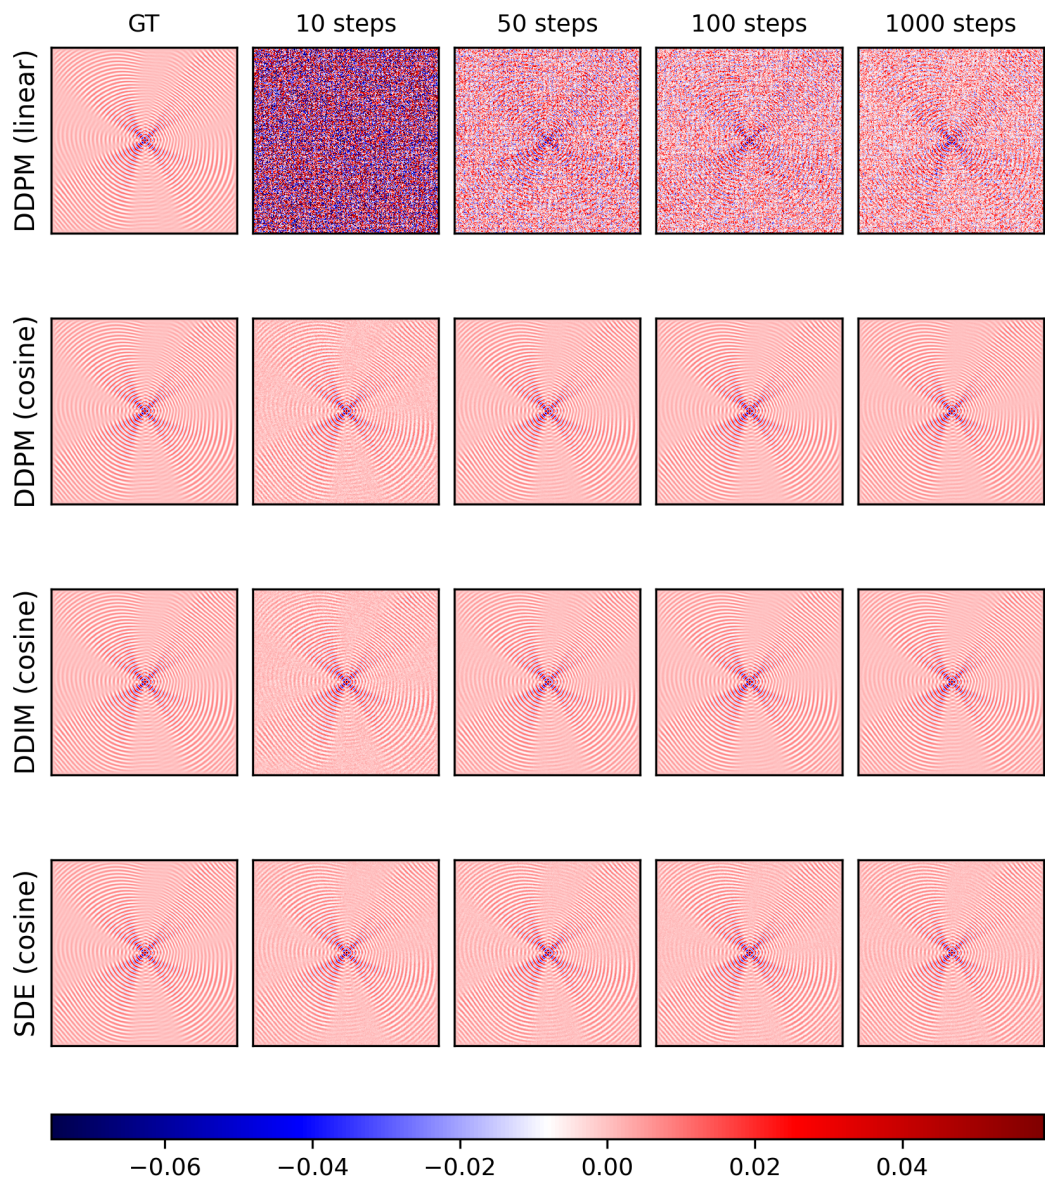 GT 10 steps 50 steps 100 steps 1000 steps
DDPM (linear)
DDPM (cosine)
DDIM (cosine)
SDE (cosine)
−0.06 −0.04 −0.02 0.00 0.02 0.04